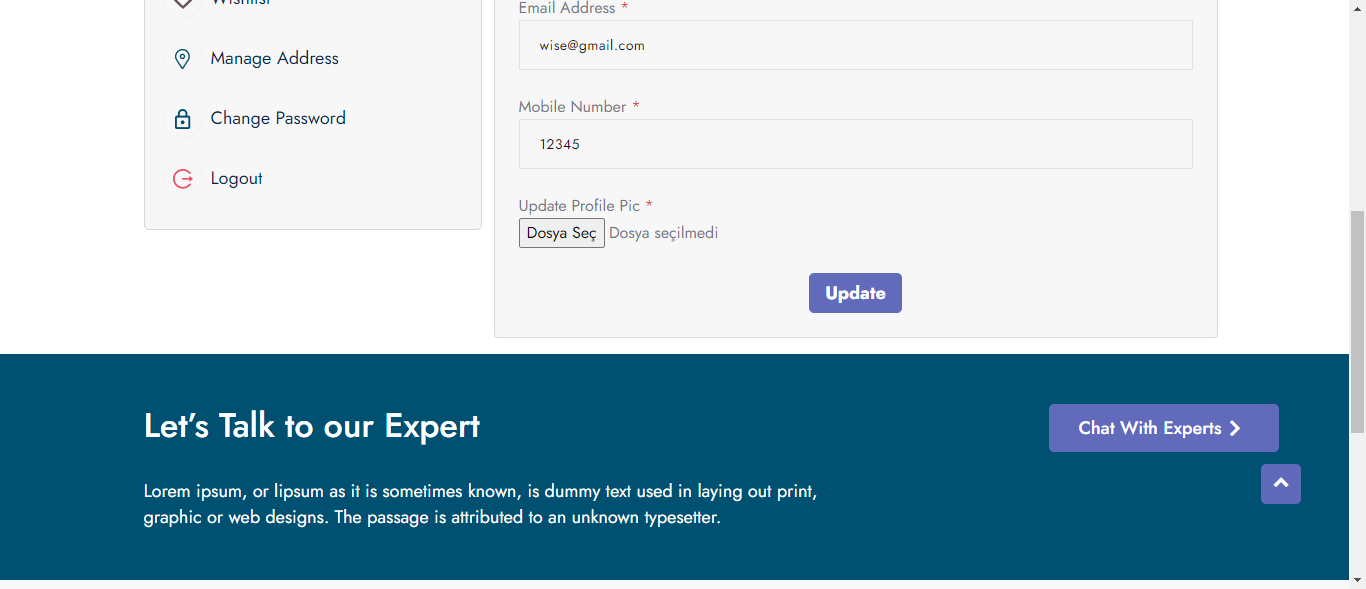 Wishlist
Manage Address
Change Password
Logout
Email Address *
wise@gmail.com
Mobile Number *
12345
Update Profile Pic *
Dosya Seç Dosya seçilmedi
Update
Let’s Talk to our Expert
Lorem ipsum, or lipsum as it is sometimes known, is dummy text used in laying out print,
graphic or web designs. The passage is attributed to an unknown typesetter.
Chat With Experts